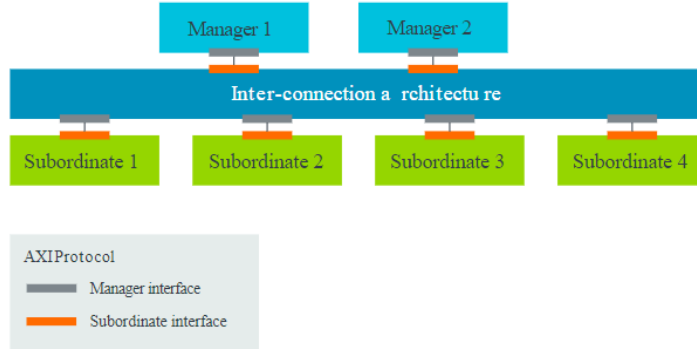 Manager 1 Manager 2
Inter-connection a rchitectu re
Subordinate 1 Subordinate 2 Subordinate 3 Subordinate 4
AXIProtocol
Manager interface
Subordinate interface